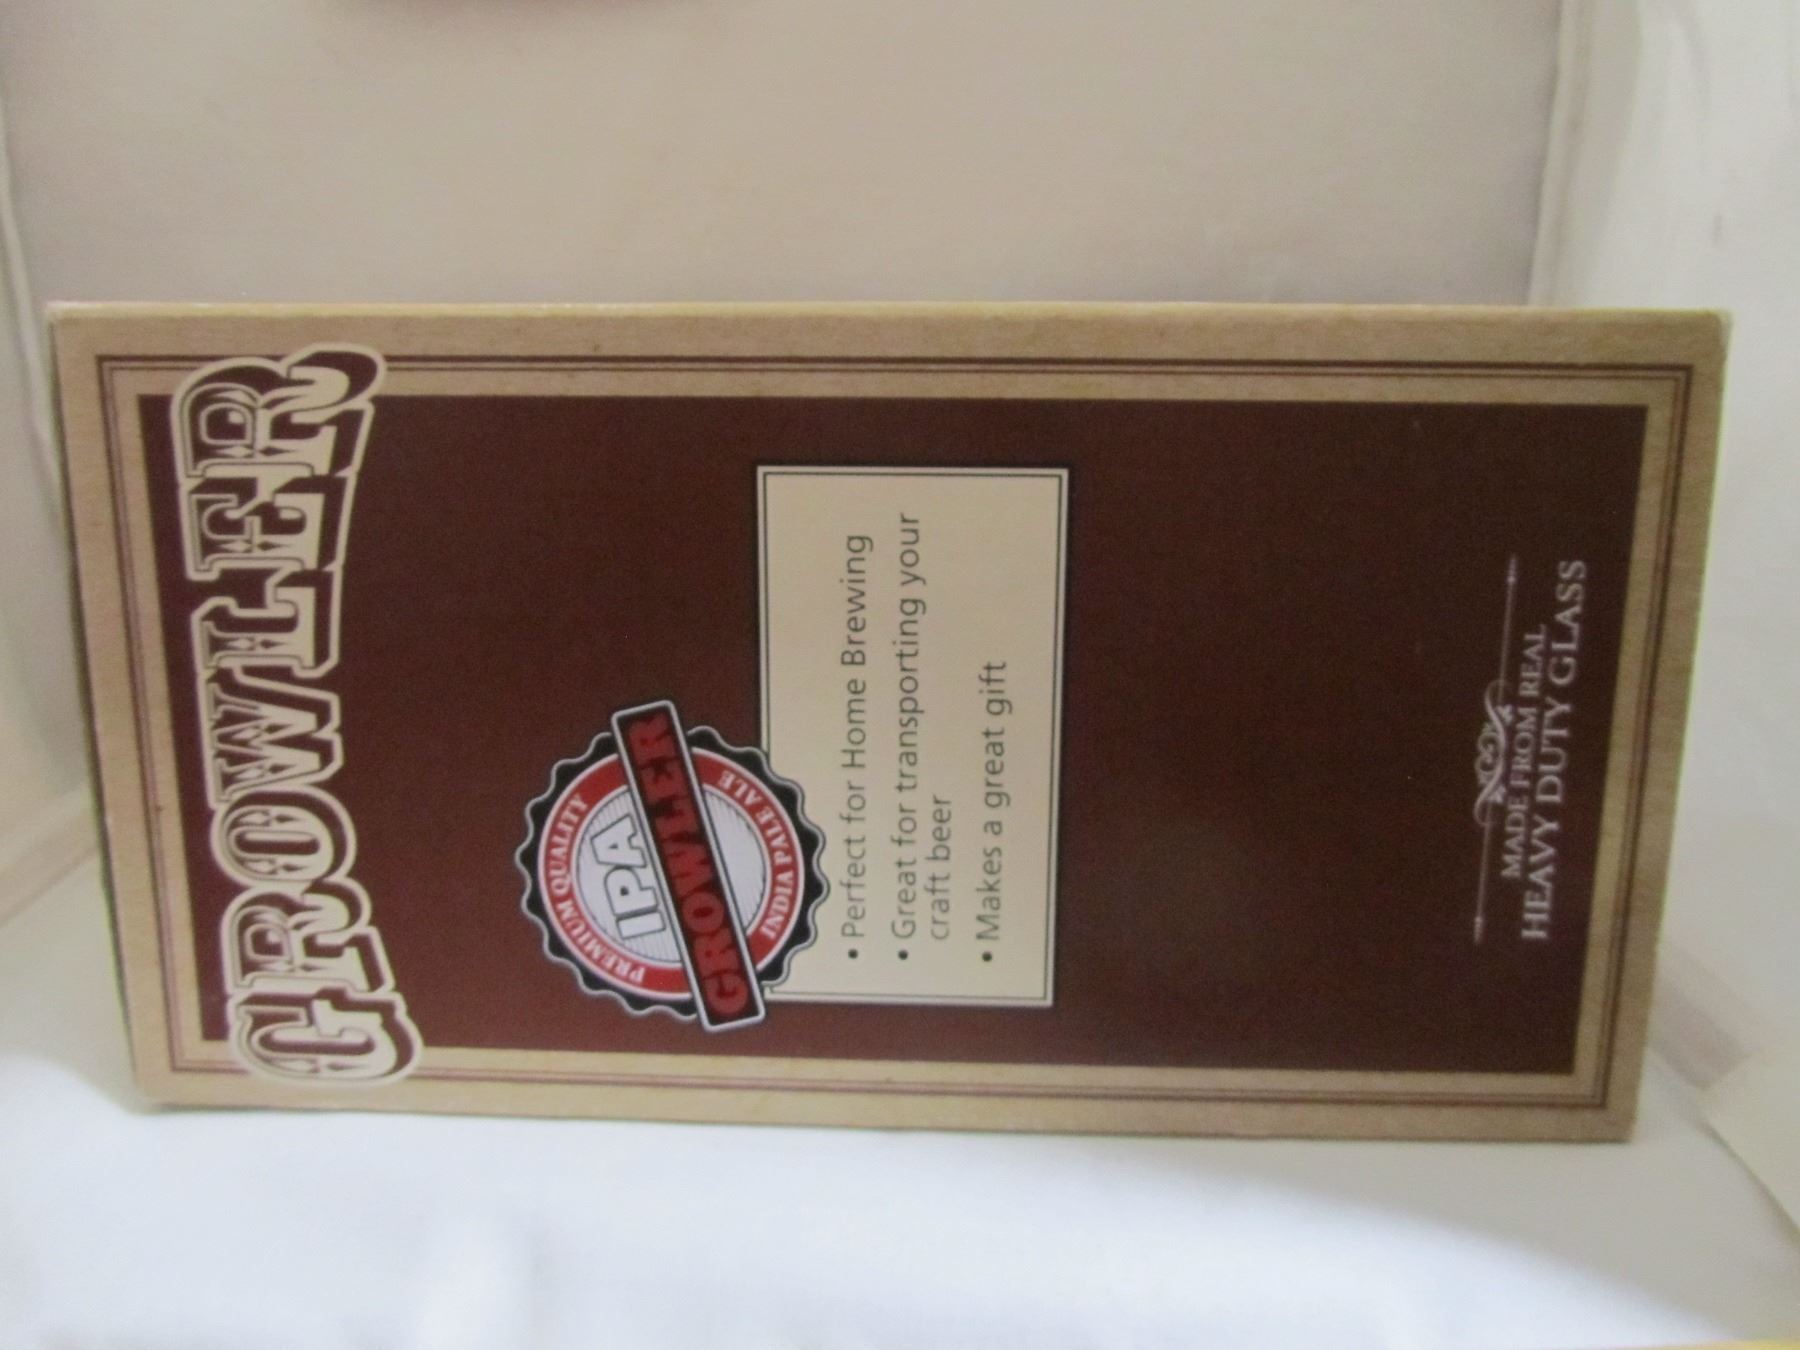 GROWLER
PREMIUM QUALITY
IPA
GROWLER
INDIA PALE ALE
• Perfect for Home Brewing
• Great for transporting your
craft beer
• Makes a great gift
MADE FROM REAL
HEAVY DUTY GLASS